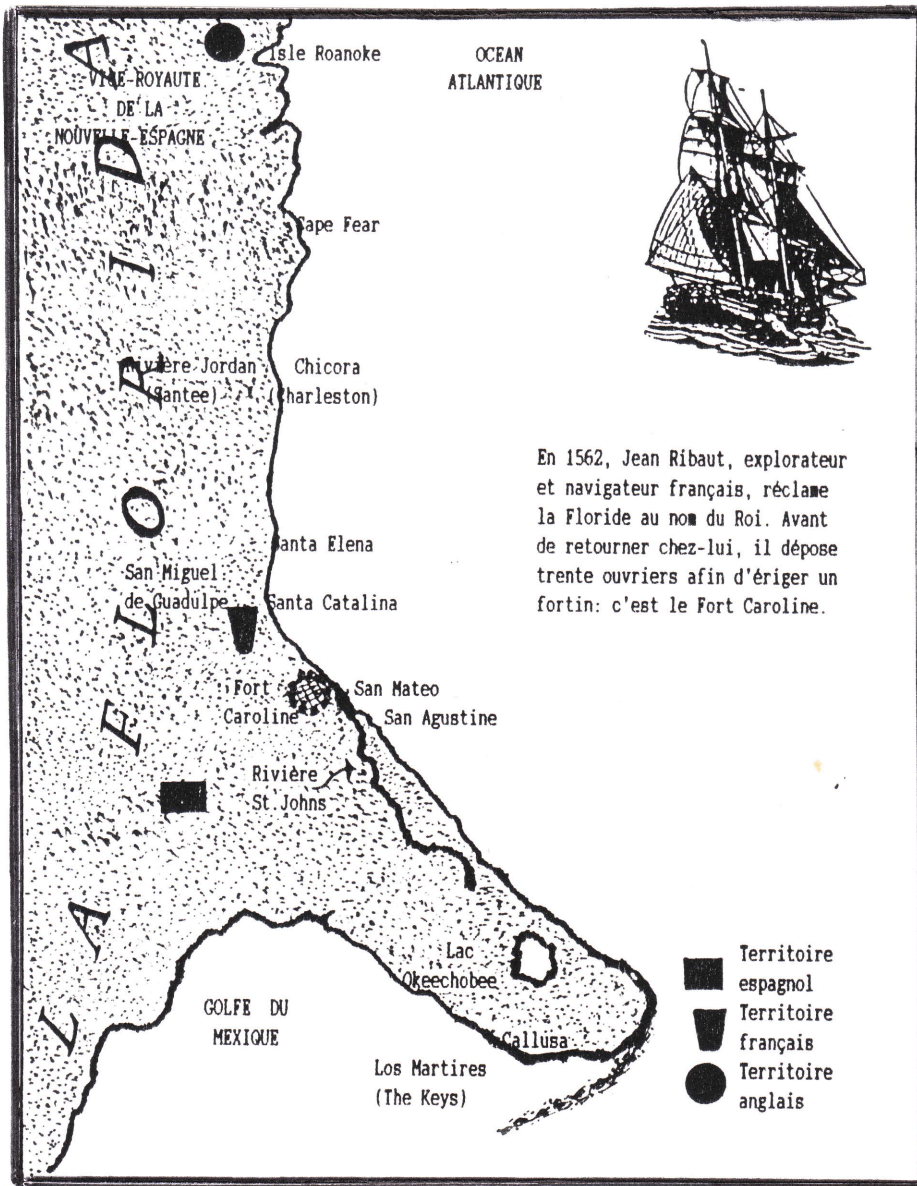 Isle Roanoke
OCEAN
ATLANTIQUE
VICE-ROYAUTE
DE LA
NOUVELLE-ESPAGNE
Cape Fear
Rivière Jordan
(Santee)
Chicora
(Charleston)
LA FLORIDA
En 1562, Jean Ribaut, explorateur
et navigateur français, réclame
la Floride au nom du Roi. Avant
de retourner chez-lui, il dépose
trente ouvriers afin d'ériger un
fortin: c'est le Fort Caroline.
Santa Elena
San Miguel
de Guadulpe
Santa Catalina
Fort
Caroline
San Mateo
San Agustine
Rivière
St.Johns
Lac
Okeechobee
GOLFE DU
MEXIQUE
Callusa
Los Martires
(The Keys)
Territoire
espagnol
Territoire
français
Territoire
anglais